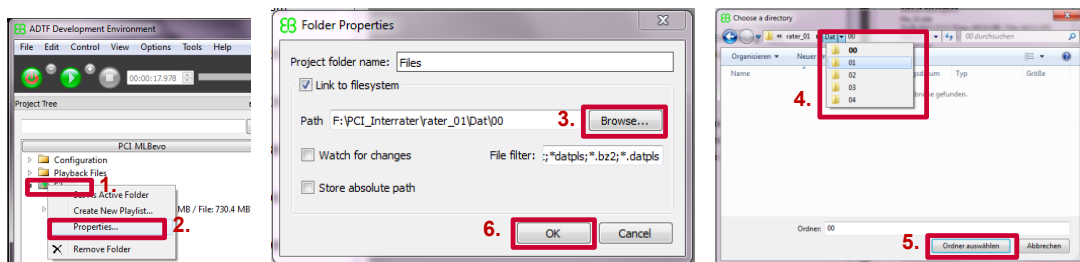 ADTF Development Environment
File Edit Control View Options Tools Help
00:00:17.978
Project Tree
PCI MLBevo
Configuration
Playback Files
1.
Set As Active Folder
Create New Playlist...
MB / File: 730.4 MB
Properties...
2.
Remove Folder
Folder Properties
Project folder name: Files
Link to filesystem
Path F:\PCI_Interrater\rater_01\Dat\00
3.
Browse...
Watch for changes
File filter: ;*datpls;*.bz2;*.datpls
Store absolute path
6.
OK
Cancel
Choose a directory
« rater_01
Dat
00
00 durchsuchen
Organisieren
Neuer
00
01
02
03
04
Name
Typ
Größe
4.
Ordner: 00
5.
Ordner auswählen
Abbrechen